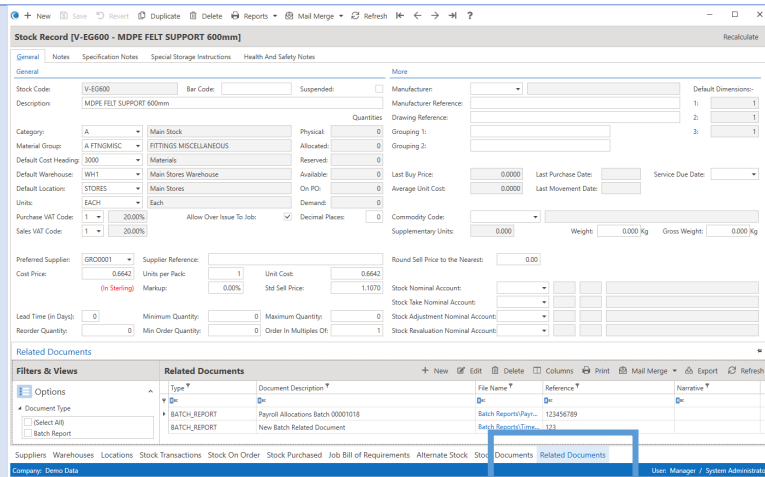 + New Save Revert Duplicate Delete Reports Mail Merge Refresh ?
Stock Record [V-EG600 - MDPE FELT SUPPORT 600mm] Recalculate
General Notes Specification Notes Special Storage Instructions Health And Safety Notes
General More
Stock Code: V-EG600 Bar Code: Suspended: Manufacturer: Default Dimensions:-
Description: MDPE FELT SUPPORT 600mm Manufacturer Reference: 1: 1
Quantities Drawing Reference: 2: 1
Category: A Main Stock Physical: 0 Grouping 1: 3: 1
Material Group: A FTNGMISC FITTINGS MISCELLANEOUS Allocated: 0 Grouping 2:
Default Cost Heading: 3000 Materials Reserved: 0
Default Warehouse: WH1 Main Stores Warehouse Available: 0 Last Buy Price: 0.0000 Last Purchase Date: Service Due Date:
Default Location: STORES Main Stores On PO: 0 Average Unit Cost: 0.0000 Last Movement Date:
Units: EACH Each Demand: 0
Purchase VAT Code: 1 20.00% Allow Over Issue To Job: Decimal Places: 0 Commodity Code:
Sales VAT Code: 1 20.00% Supplementary Units: 0.000 Weight: 0.000 Kg Gross Weight: 0.000 Kg
Preferred Supplier: GRO0001 Supplier Reference: Round Sell Price to the Nearest: 0.00
Cost Price: 0.6642 Units per Pack: 1 Unit Cost: 0.6642
(In Sterling) Markup: 0.00% Std Sell Price: 1.1070 Stock Nominal Account:
Stock Take Nominal Account:
Lead Time (in Days): 0 Minimum Quantity: 0 Maximum Quantity: 0 Stock Adjustment Nominal Account:
Reorder Quantity: 0 Min Order Quantity: 0 Order In Multiples Of: 1 Stock Revaluation Nominal Account:
Related Documents
Filters & Views Related Documents + New Edit Delete Columns Print Mail Merge Export Refresh
Options Type Document Description File Name Reference Narrative
Document Type
(Select All) BATCH_REPORT Payroll Allocations Batch 00001018 Batch Reports\Payr... 123456789
Batch Report BATCH_REPORT New Batch Related Document Batch Reports\Time... 123
Suppliers Warehouses Locations Stock Transactions Stock On Order Stock Purchased Job Bill of Requirements Alternate Stock Documents Related Documents
Company: Demo Data User: Manager / System Administrato